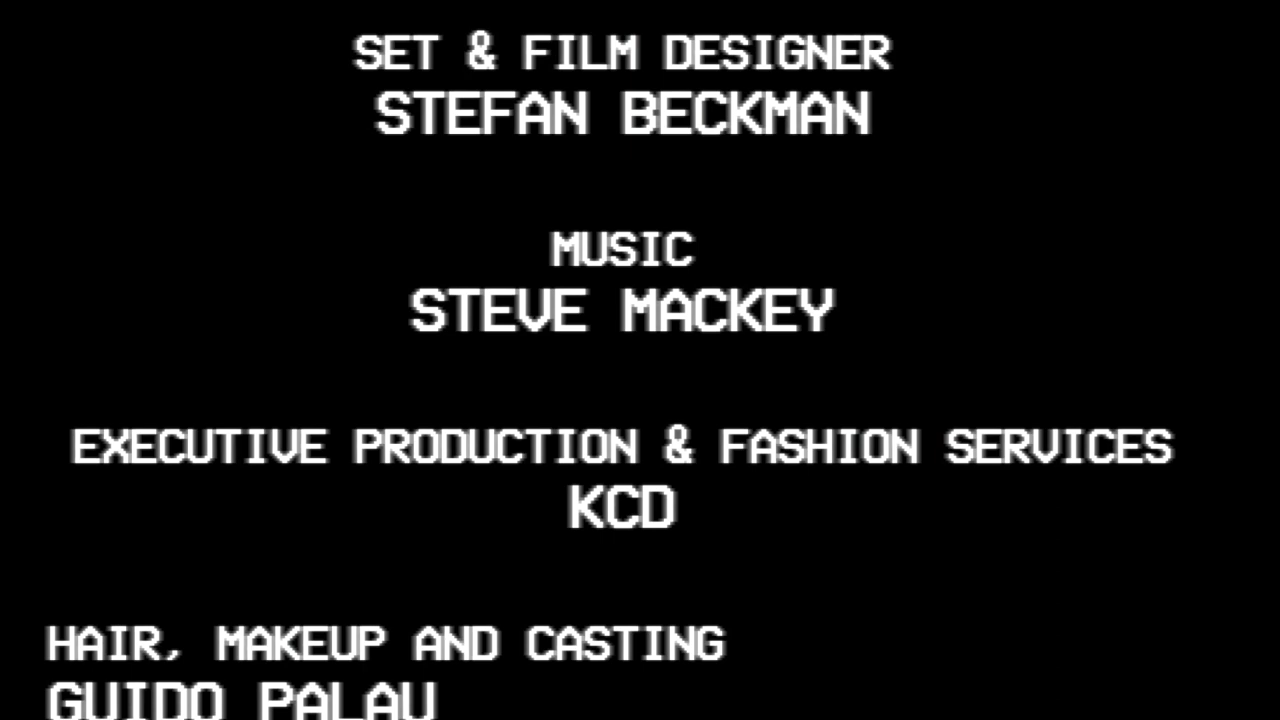 SET & FILM DESIGNER
STEFAN BECKMAN
MUSIC
STEVE MACKEY
EXECUTIVE PRODUCTION & FASHION SERVICES
KCD
HAIR, MAKEUP AND CASTING
GUIDO PALAU